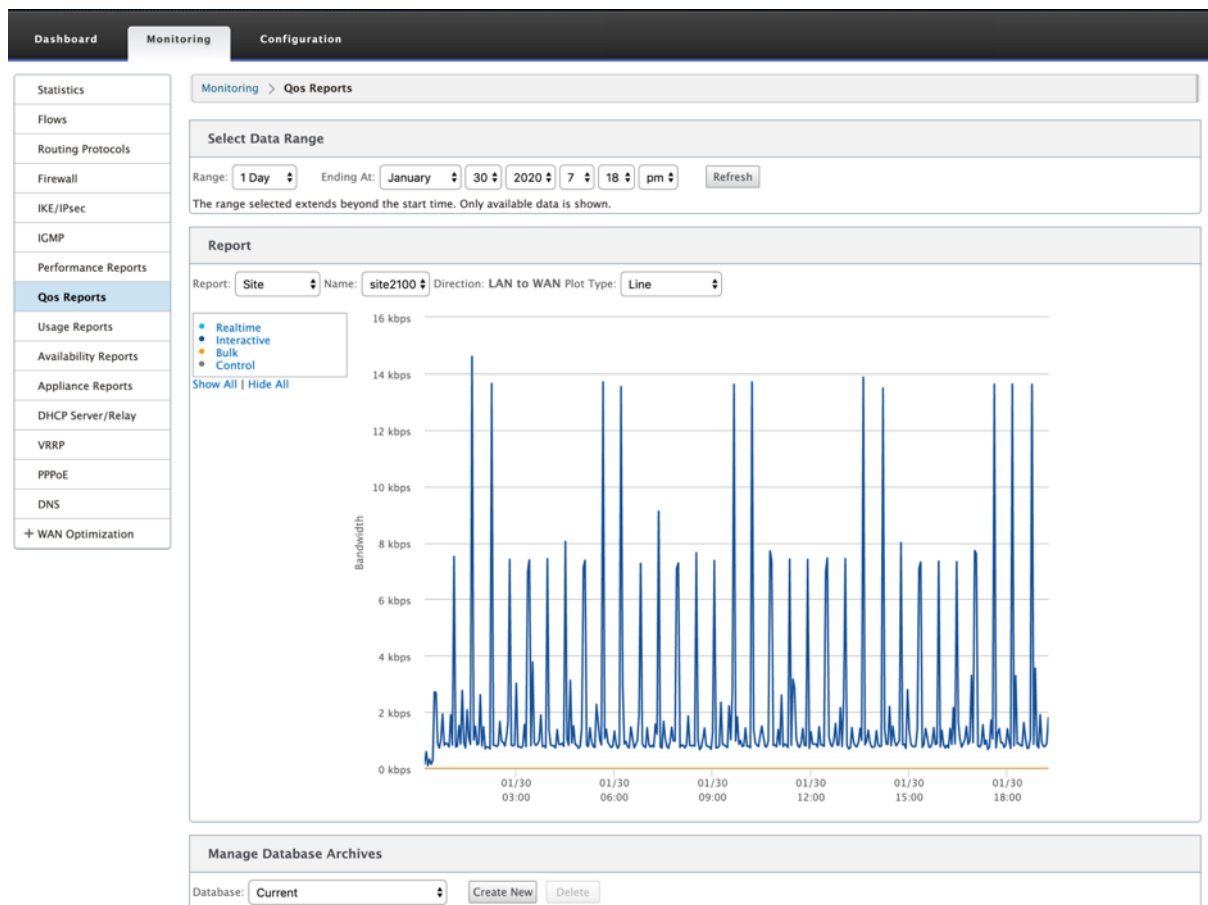 Dashboard Monitoring Configuration
Statistics
Flows
Routing Protocols
Firewall
IKE/IPsec
IGMP
Performance Reports
Qos Reports
Usage Reports
Availability Reports
Appliance Reports
DHCP Server/Relay
VRRP
PPPoE
DNS
+ WAN Optimization
Monitoring > Qos Reports
Select Data Range
Range: 1 Day Ending At: January 30 2020 7 18 pm Refresh
The range selected extends beyond the start time. Only available data is shown.
Report
Report: Site Name: site2100 Direction: LAN to WAN Plot Type: Line
Realtime
Interactive
Bulk
Control
Show All | Hide All
16 kbps
14 kbps
12 kbps
10 kbps
8 kbps
6 kbps
4 kbps
2 kbps
0 kbps
Bandwidth
01/30 01/30 01/30 01/30 01/30 01/30
03:00 06:00 09:00 12:00 15:00 18:00
Manage Database Archives
Database: Current Create New Delete